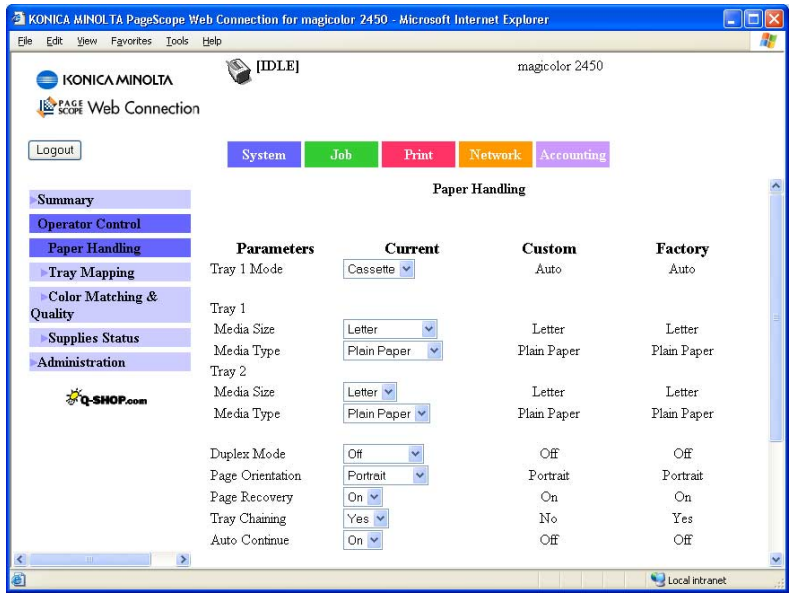 KONICA MINOLTA PageScope Web Connection for magicolor 2450 - Microsoft Internet Explorer
File Edit View Favorites Tools Help
KONICA MINOLTA
[IDLE]
magicolor 2450
PAGE SCOPE Web Connection
Logout
System Job Print Network Accounting
Paper Handling
Summary
Operator Control
Paper Handling
Tray Mapping
Color Matching &
Quality
Supplies Status
Administration
Q-SHOP.com
Parameters Current Custom Factory
Tray 1 Mode Cassette Auto Auto
Tray 1
Media Size Letter Letter Letter
Media Type Plain Paper Plain Paper Plain Paper
Tray 2
Media Size Letter Letter Letter
Media Type Plain Paper Plain Paper Plain Paper
Duplex Mode Off Off Off
Page Orientation Portrait Portrait Portrait
Page Recovery On On On
Tray Chaining Yes No Yes
Auto Continue On Off Off
Local intranet